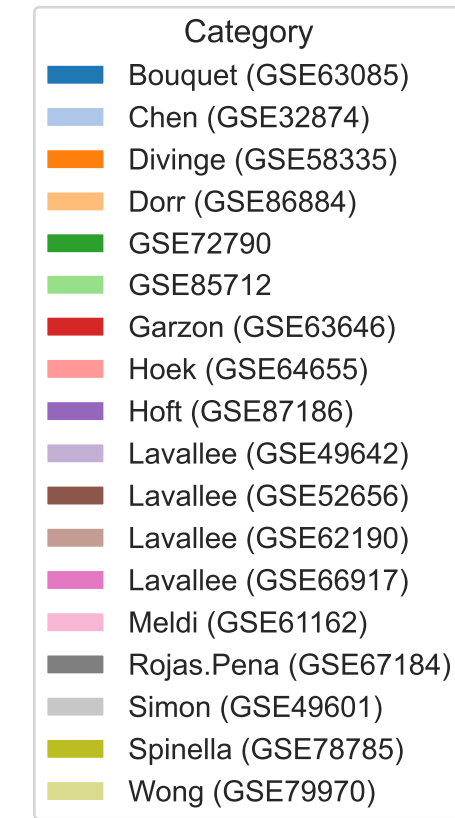 Category
Bouquet (GSE63085)
Chen (GSE32874)
Divinge (GSE58335)
Dorr (GSE86884)
GSE72790
GSE85712
Garzon (GSE63646)
Hoek (GSE64655)
Hoft (GSE87186)
Lavallee (GSE49642)
Lavallee (GSE52656)
Lavallee (GSE62190)
Lavallee (GSE66917)
Meldi (GSE61162)
Rojas.Pena (GSE67184)
Simon (GSE49601)
Spinella (GSE78785)
Wong (GSE79970)